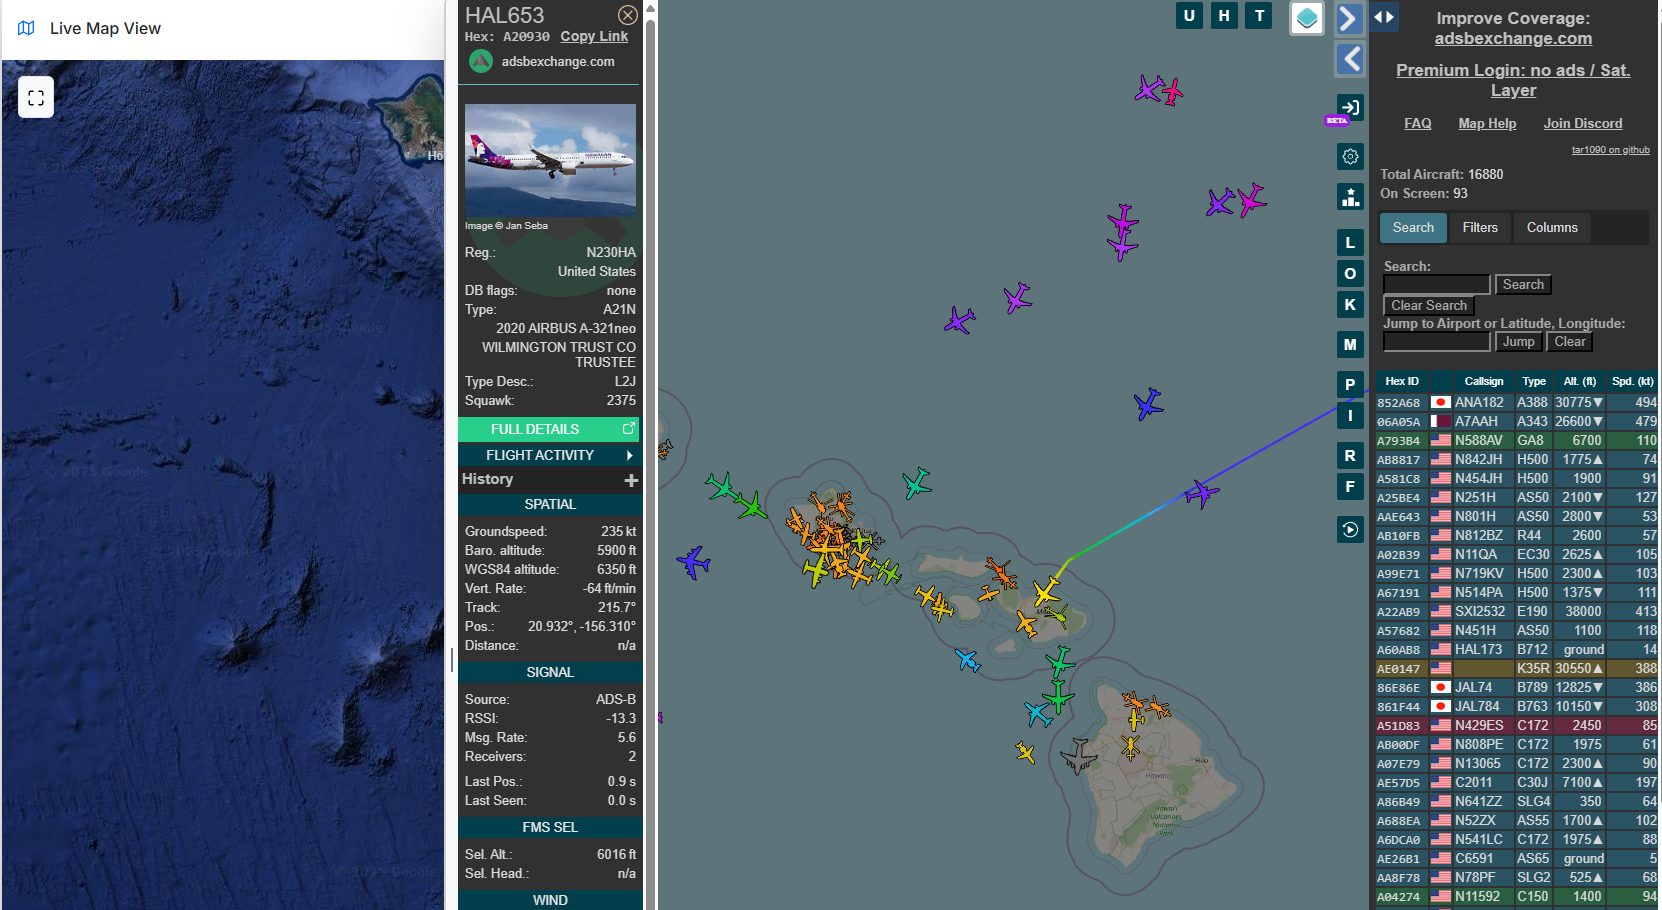 Live Map View
Ho
HAL653
Hex: A20930 Copy Link
adsbexchange.com
HAWAIIAN
Image © Jan Seba
Reg.: N230HA
United States
DB flags: none
Type: A21N
2020 AIRBUS A-321neo
WILMINGTON TRUST CO
TRUSTEE
Type Desc.: L2J
Squawk: 2375
FULL DETAILS
FLIGHT ACTIVITY
History +
SPATIAL
Groundspeed: 235 kt
Baro. altitude: 5900 ft
WGS84 altitude: 6350 ft
Vert. Rate: -64 ft/min
Track: 215.7°
Pos.: 20.932°, -156.310°
Distance: n/a
SIGNAL
Source: ADS-B
RSSI: -13.3
Msg. Rate: 5.6
Receivers: 2
Last Pos.: 0.9 s
Last Seen: 0.0 s
FMS SEL
Sel. Alt.: 6016 ft
Sel. Head.: n/a
WIND
U H T
BETA
L
O
K
M
P
I
R
F
Hawaii
Hilo
Hawai'i
Volcanoes
National
Park
Improve Coverage:
adsbexchange.com
Premium Login: no ads / Sat.
Layer
FAQ Map Help Join Discord
tar1090 on github
Total Aircraft: 16880
On Screen: 93
Search Filters Columns
Search:
Search
Clear Search
Jump to Airport or Latitude, Longitude:
Jump Clear
Hex ID Callsign Type Alt. (ft) Spd. (kt)
852A68 ANA182 A388 30775▼ 494
06A05A A7AAH A343 26600▼ 479
A793B4 N588AV GA8 6700 110
AB8817 N842JH H500 1775▲ 74
A581C8 N454JH H500 1900 91
A25BE4 N251H AS50 2100▼ 127
AAE643 N801H AS50 2800▼ 53
AB10FB N812BZ R44 2600 57
A02B39 N11QA EC30 2625▲ 105
A99E71 N719KV H500 2300▲ 103
A67191 N514PA H500 1375▼ 111
A22AB9 SXI2532 E190 38000 413
A57682 N451H AS50 1100 118
A60AB8 HAL173 B712 ground 14
AE0147 K35R 30550▲ 388
86E86E JAL74 B789 12825▼ 386
861F44 JAL784 B763 10150▼ 308
A51D83 N429ES C172 2450 85
AB00DF N808PE C172 1975 61
A07E79 N13065 C172 2300▲ 90
AE57D5 C2011 C30J 7100▲ 197
A86B49 N641ZZ SLG4 350 64
A688EA N52ZX AS55 1700▲ 102
A6DCA0 N541LC C172 1975▲ 88
AE26B1 C6591 AS65 ground 5
AA8F78 N78PF SLG2 525▲ 68
A04274 N11592 C150 1400 94